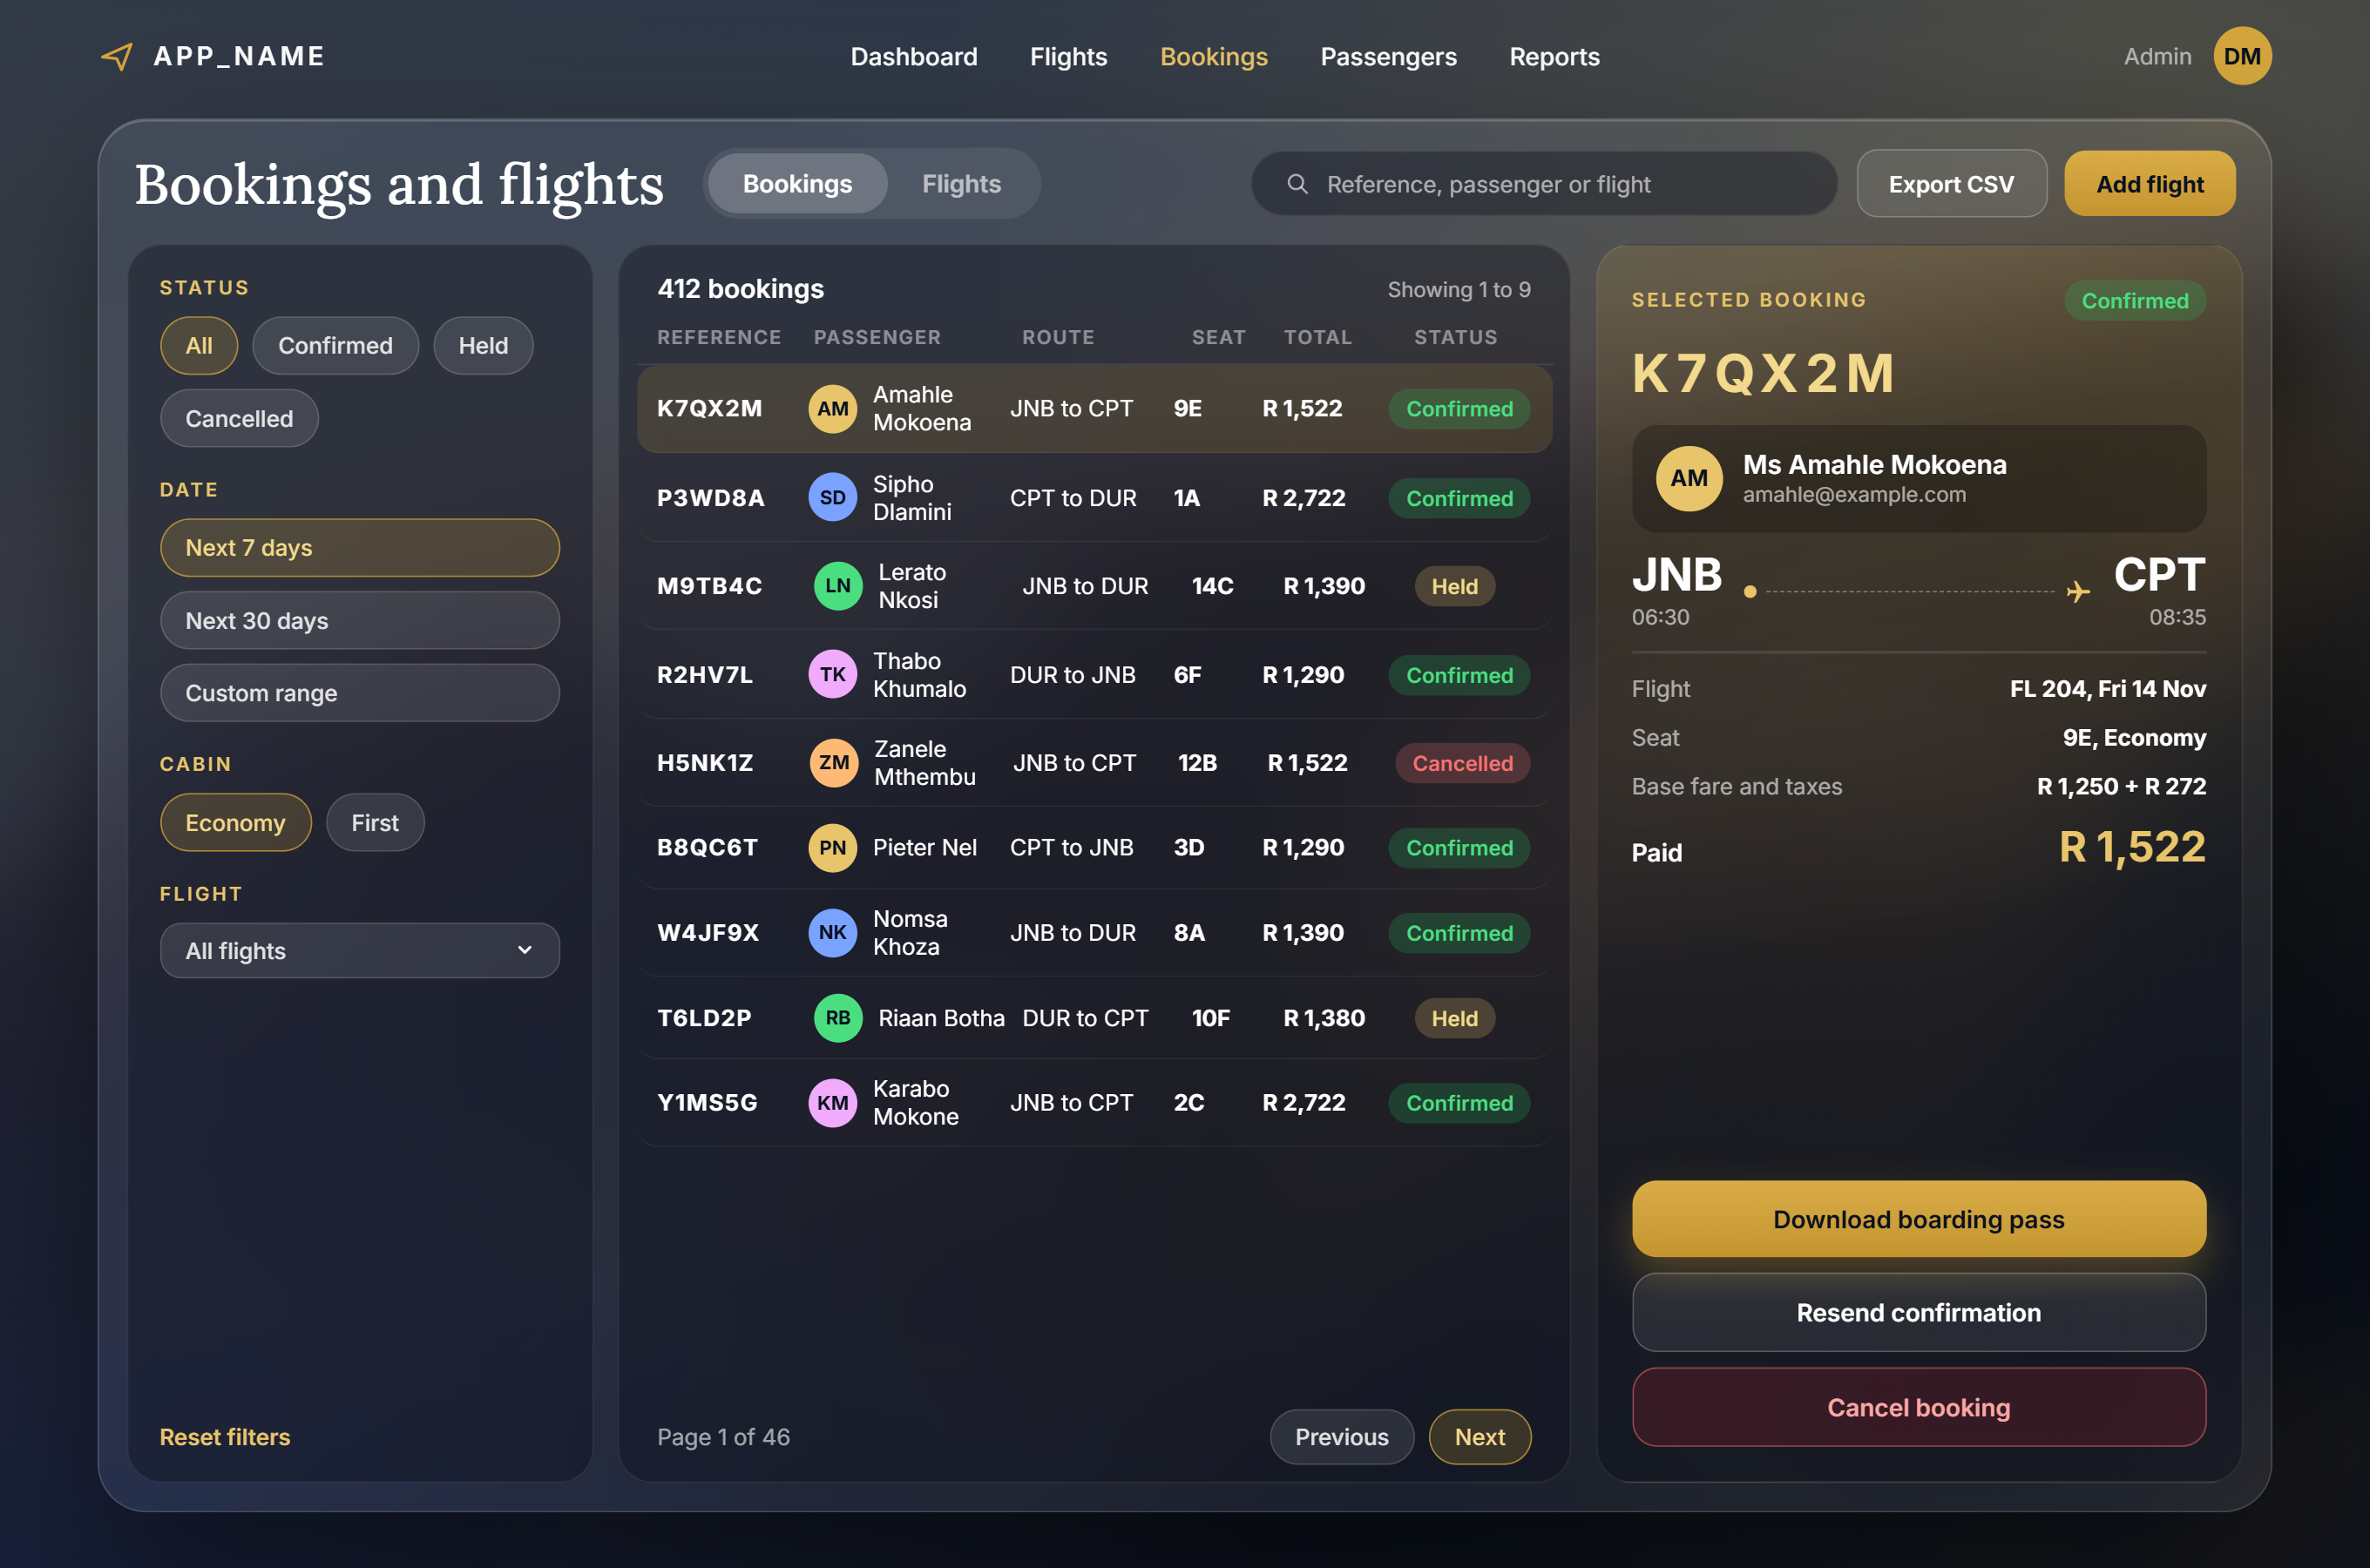 APP_NAME
Dashboard Flights Bookings Passengers Reports
Admin DM
Bookings and flights
Bookings Flights
Reference, passenger or flight
Export CSV
Add flight
STATUS
All Confirmed Held
Cancelled
DATE
Next 7 days
Next 30 days
Custom range
CABIN
Economy First
FLIGHT
All flights
Reset filters
412 bookings Showing 1 to 9
REFERENCE PASSENGER ROUTE SEAT TOTAL STATUS
K7QX2M AM Amahle Mokoena JNB to CPT 9E R 1,522 Confirmed
P3WD8A SD Sipho Dlamini CPT to DUR 1A R 2,722 Confirmed
M9TB4C LN Lerato Nkosi JNB to DUR 14C R 1,390 Held
R2HV7L TK Thabo Khumalo DUR to JNB 6F R 1,290 Confirmed
H5NK1Z ZM Zanele Mthembu JNB to CPT 12B R 1,522 Cancelled
B8QC6T PN Pieter Nel CPT to JNB 3D R 1,290 Confirmed
W4JF9X NK Nomsa Khoza JNB to DUR 8A R 1,390 Confirmed
T6LD2P RB Riaan Botha DUR to CPT 10F R 1,380 Held
Y1MS5G KM Karabo Mokone JNB to CPT 2C R 2,722 Confirmed
Page 1 of 46 Previous Next
SELECTED BOOKING Confirmed
K7QX2M
AM Ms Amahle Mokoena
amahle@example.com
JNB CPT
06:30 08:35
Flight FL 204, Fri 14 Nov
Seat 9E, Economy
Base fare and taxes R 1,250 + R 272
Paid R 1,522
Download boarding pass
Resend confirmation
Cancel booking